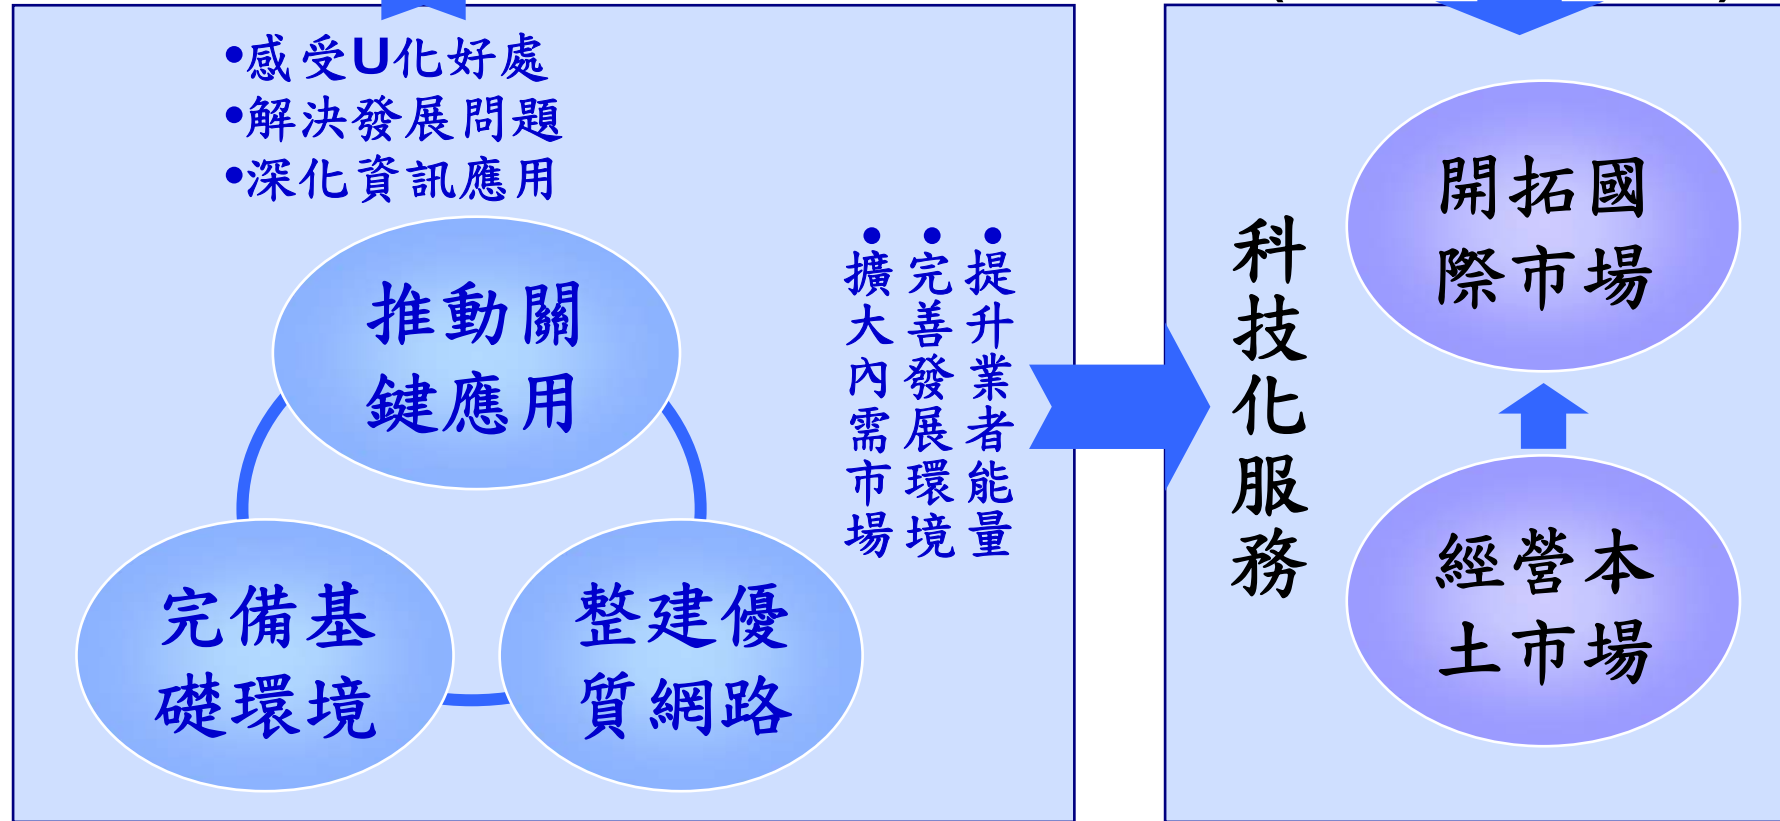 •感受U化好處
•解決發展問題
•深化資訊應用
推動關
鍵應用
完備基
礎環境
整建優
質網路
•提升業者能量
•完善發展環境
•擴大內需市場
科技化服務
開拓國
際市場
經營本
土市場